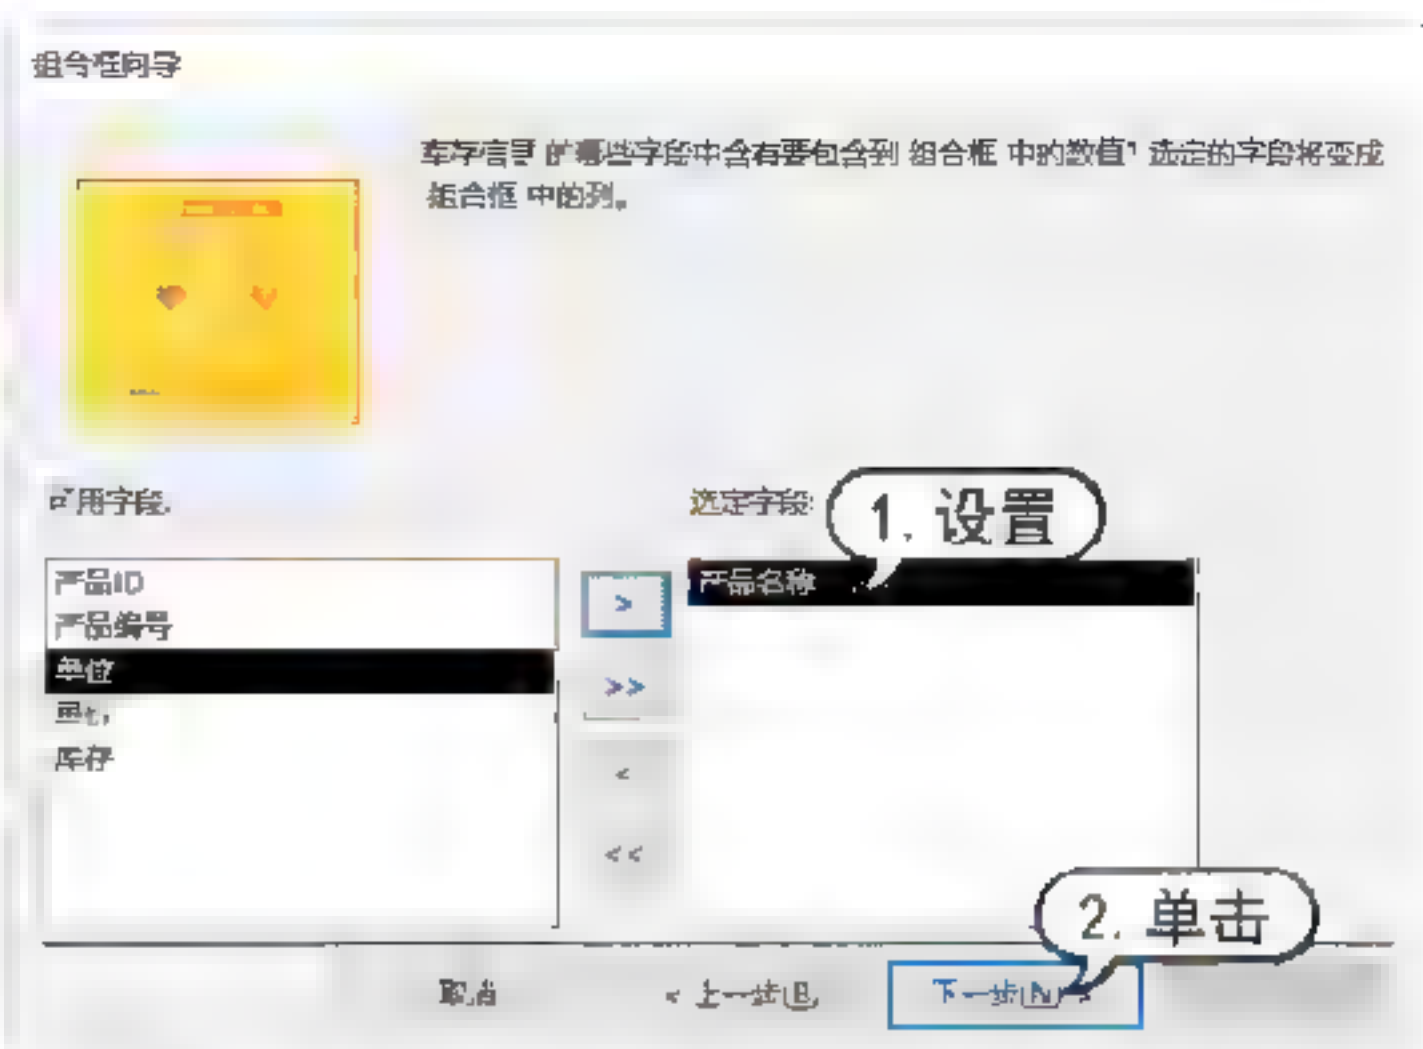 组合框向导
库存信息 的哪些字段中含有要包含到 组合框 中的数值? 选定的字段将变成
组合框 中的列。
可用字段:
选定字段:
1. 设置
产品ID
产品编号
单位
库存
>
>>
<
<<
产品名称
2. 单击
取消
< 上一步(B)
下一步(N) >